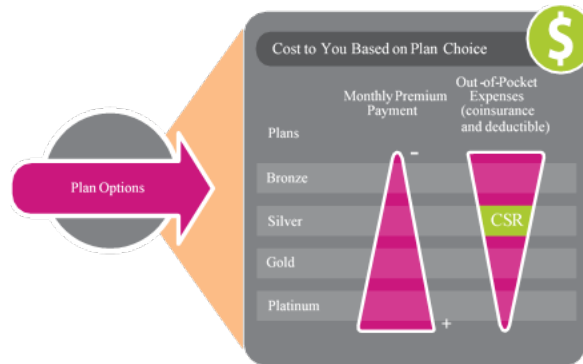 $
Cost to You Based on Plan Choice
Plans
Monthly Premium
Payment
Out-of-Pocket
Expenses
(coinsurance
and deductible)
Plan Options
-
Bronze
Silver
CSR
Gold
Platinum
+